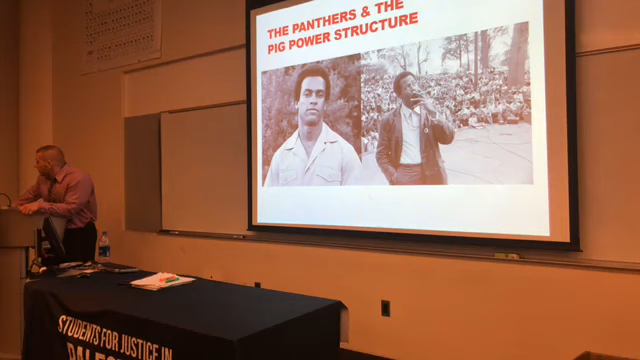 THE PANTHERS & THE
PIG POWER STRUCTURE
STUDENTS FOR JUSTICE IN